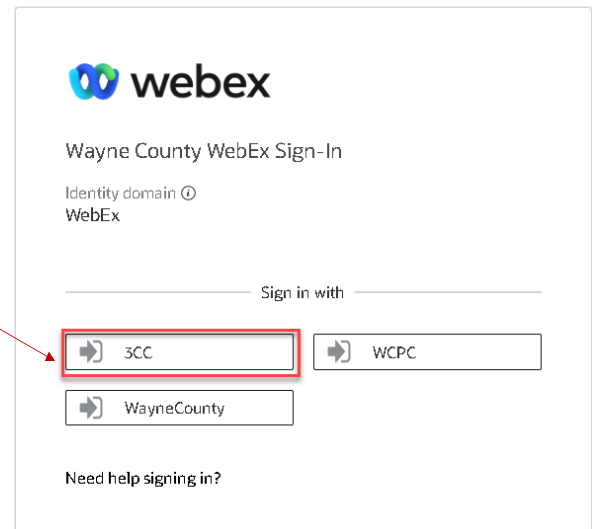 webex
Wayne County WebEx Sign-In
Identity domain
WebEx
Sign in with
3CC
WCPC
WayneCounty
Need help signing in?